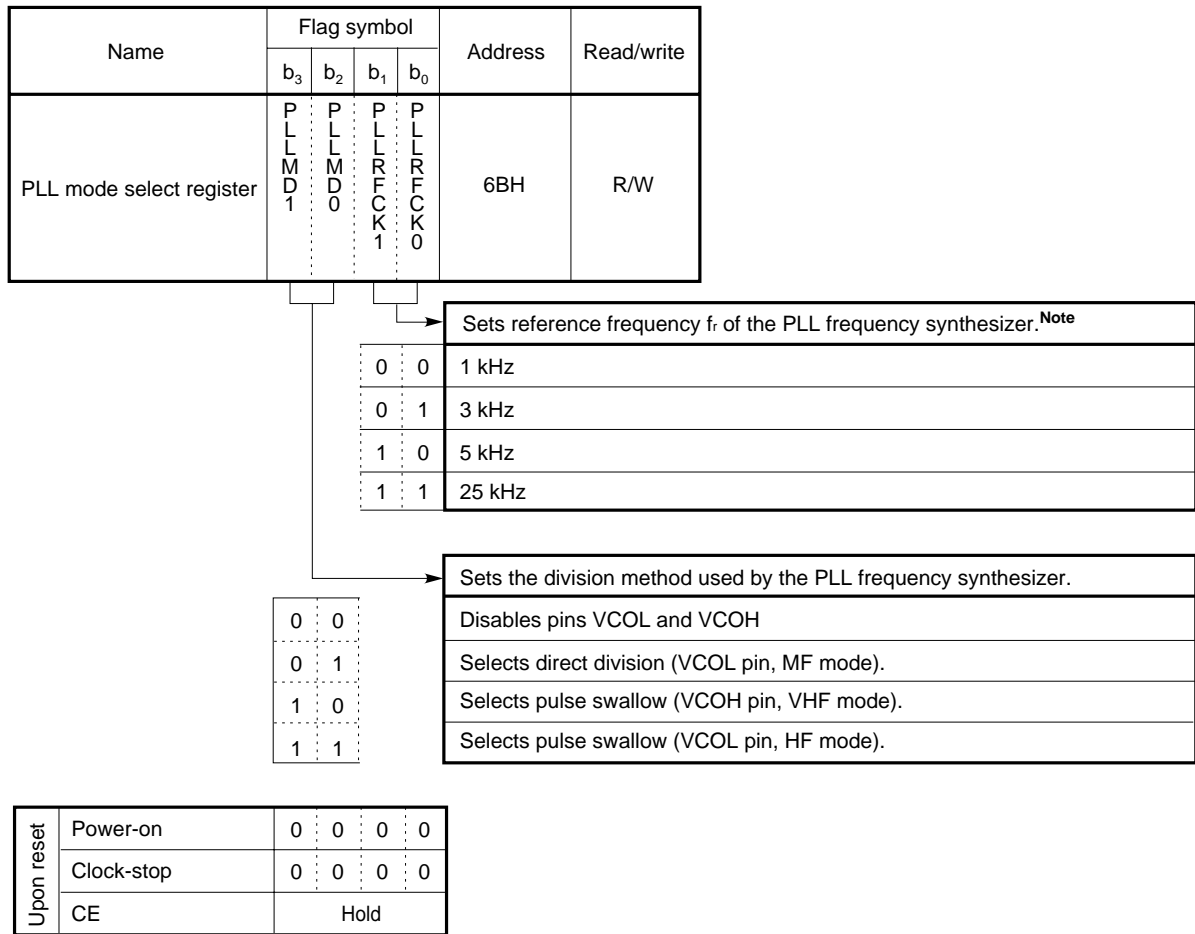 Name
Flag symbol
Address
Read/write
b3 b2 b1 b0
PLL mode select register
PLLMD1
PLLMD0
PLLRFCK1
PLLRFCK0
6BH
R/W
Sets reference frequency fr of the PLL frequency synthesizer.Note
0 0 1 kHz
0 1 3 kHz
1 0 5 kHz
1 1 25 kHz
Sets the division method used by the PLL frequency synthesizer.
0 0 Disables pins VCOL and VCOH
0 1 Selects direct division (VCOL pin, MF mode).
1 0 Selects pulse swallow (VCOH pin, VHF mode).
1 1 Selects pulse swallow (VCOL pin, HF mode).
Upon reset
Power-on 0 0 0 0
Clock-stop 0 0 0 0
CE Hold